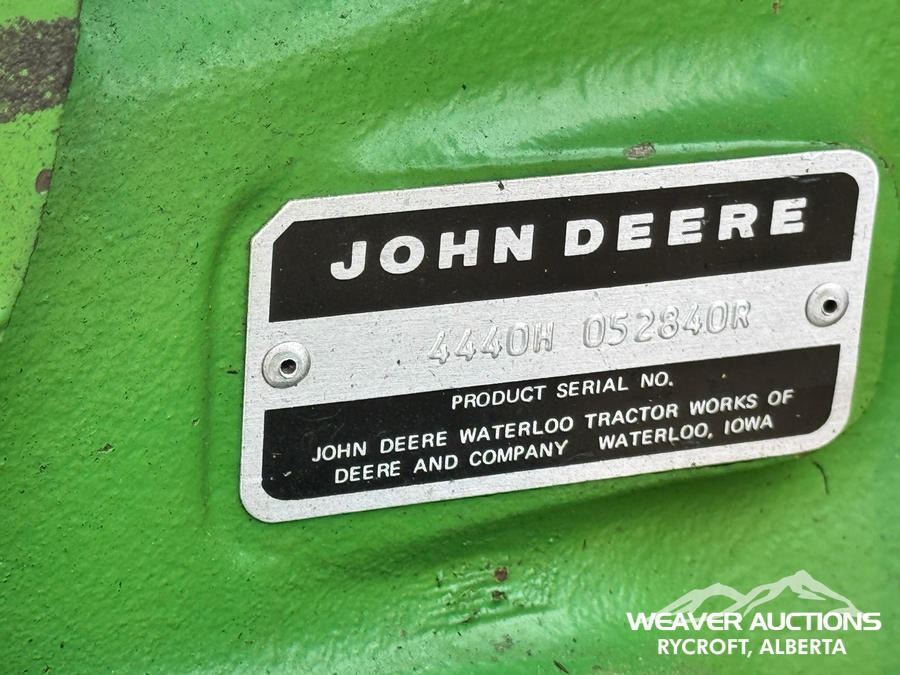 JOHN DEERE
4440H 052840R
PRODUCT SERIAL NO.
JOHN DEERE WATERLOO TRACTOR WORKS OF
DEERE AND COMPANY WATERLOO, IOWA
WEAVER AUCTIONS
RYCROFT, ALBERTA